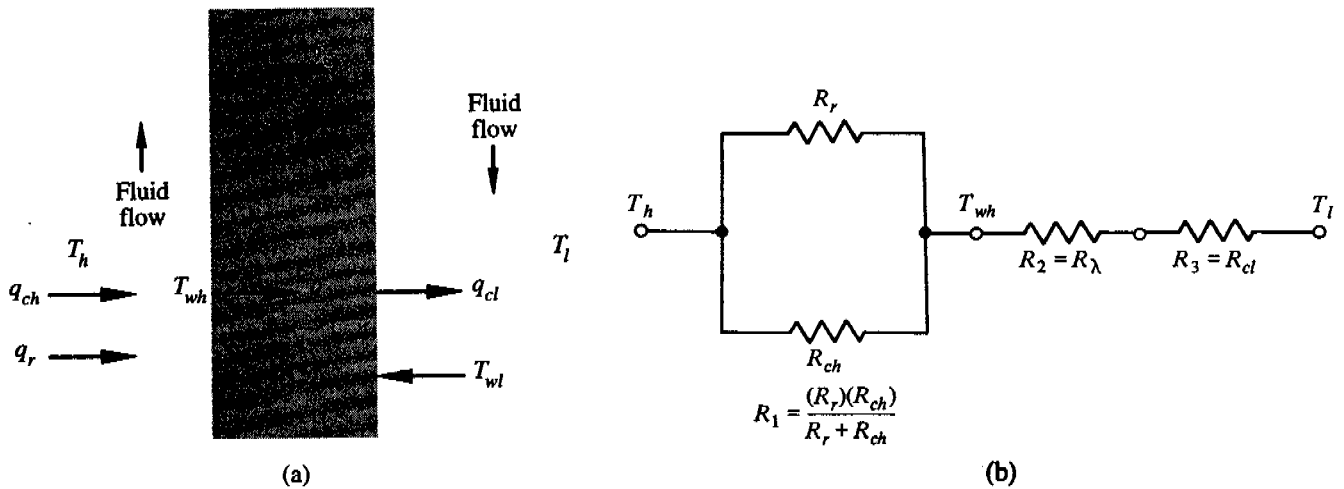 Fluid
flow
T_h
q_ch
q_r
T_wh
Fluid
flow
T_l
q_cl
T_wl
(a)
R_r
T_h
T_wh
T_l
R_2 = R_λ
R_3 = R_cl
R_ch
R_1 = (R_r)(R_ch) / R_r + R_ch
(b)